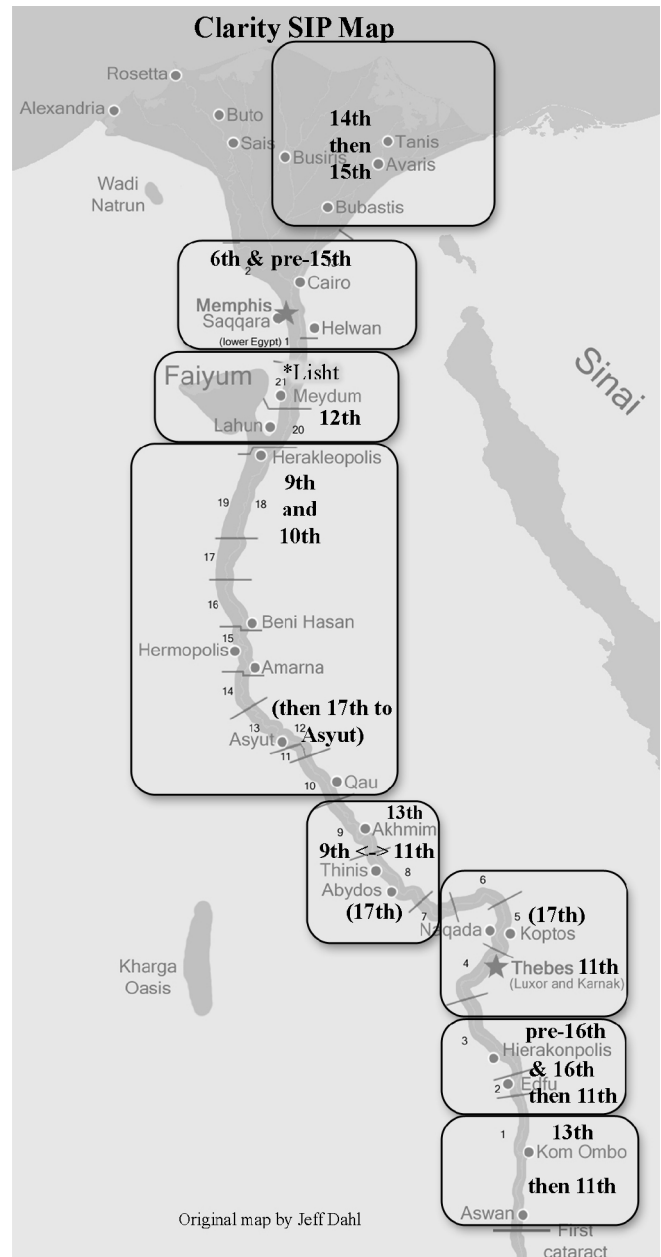 Clarity SIP Map
Rosetta
Alexandria
Buto
Sais
Busiris
14th
then
15th
Tanis
Avaris
Bubastis
Wadi
Natrun
6th & pre-15th
2
Cairo
Memphis
Saqqara
Helwan
(lower Egypt) 1
Faiyum
*Lisht
21
Meydum
12th
Lahun
20
Sinai
Herakleopolis
9th
and
10th
19
18
17
16
Beni Hasan
15
Hermopolis
Amarna
14
(then 17th to
Asyut)
13
12
Asyut
11
10
Qau
13th
9
Akhmim
9th <-> 11th
Thinis
8
Abydos
(17th)
7
6
5
(17th)
Naqada
Koptos
4
Thebes 11th
(Luxor and Karnak)
Kharga
Oasis
pre-16th
3
Hierakonpolis
& 16th
2
Edfu
then 11th
1
13th
Kom Ombo
then 11th
Aswan
First
cataract
Original map by Jeff Dahl